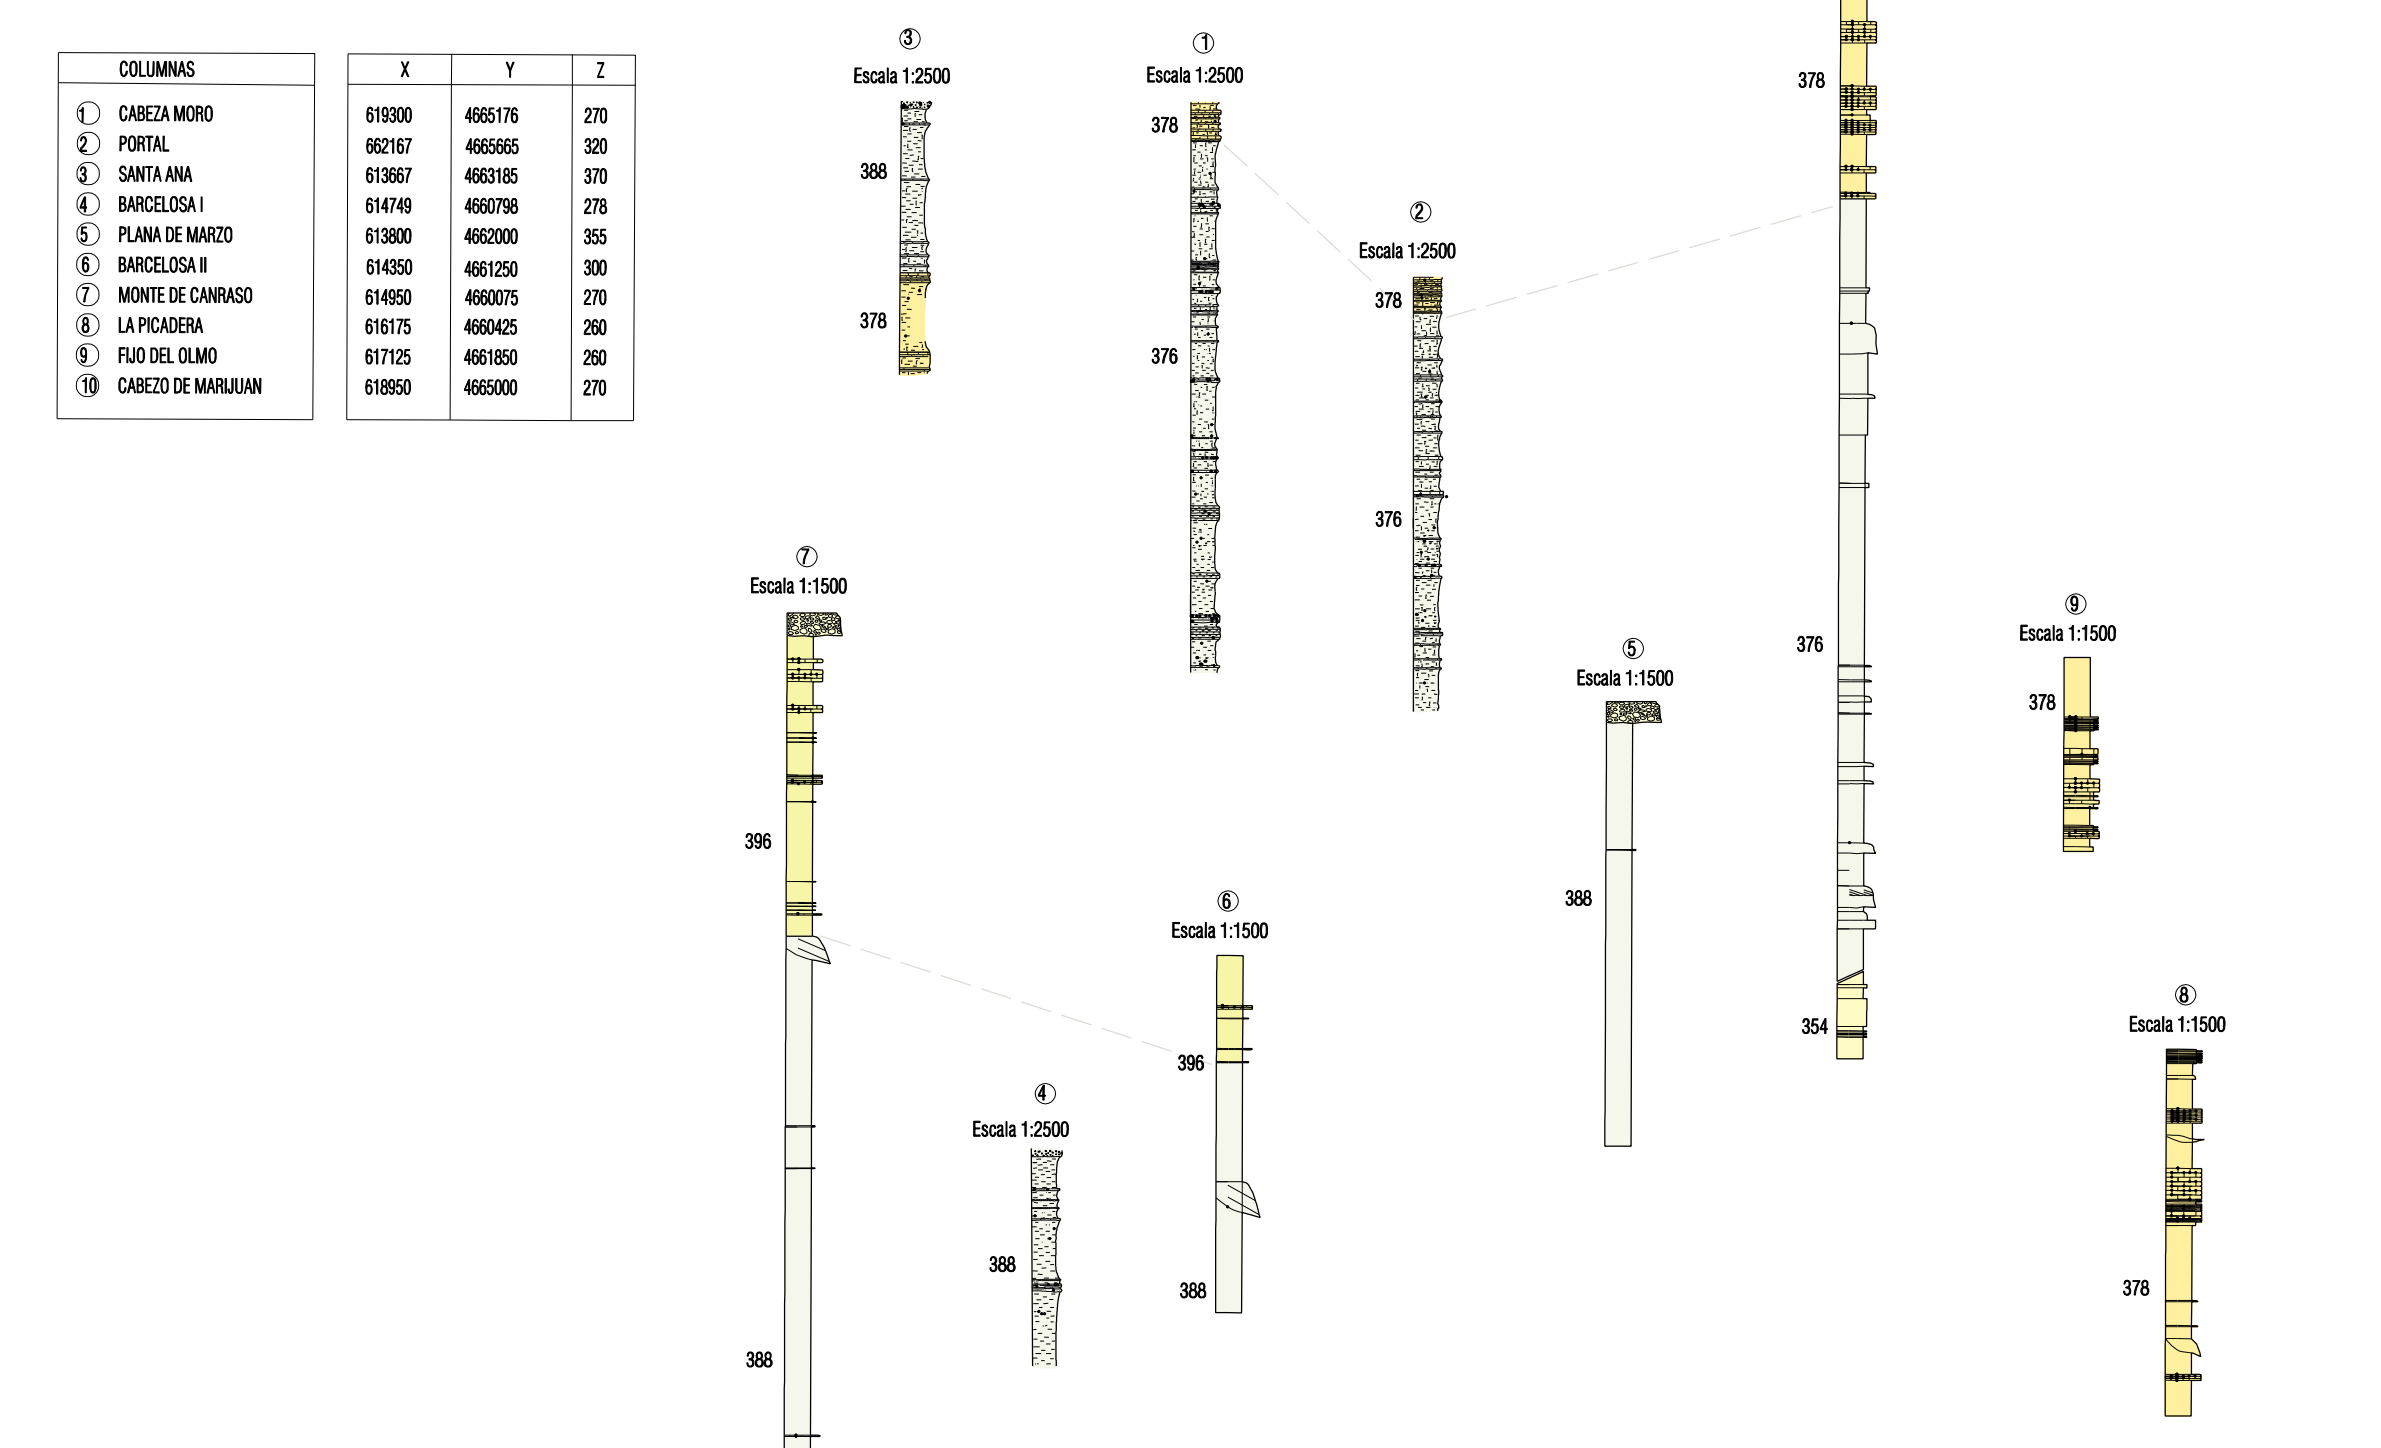 COLUMNAS
1 CABEZA MORO
2 PORTAL
3 SANTA ANA
4 BARCELOSA I
5 PLANA DE MARZO
6 BARCELOSA II
7 MONTE DE CANRASO
8 LA PICADERA
9 FIJO DEL OLMO
10 CABEZO DE MARIJUAN
X Y Z
619300 4665176 270
662167 4665665 320
613667 4663185 370
614749 4660798 278
613800 4662000 355
614350 4661250 300
614950 4660075 270
616175 4660425 260
617125 4661850 260
618950 4665000 270
3
Escala 1:2500
388
378
1
Escala 1:2500
378
376
2
Escala 1:2500
378
376
378
376
354
7
Escala 1:1500
396
388
4
Escala 1:2500
388
6
Escala 1:1500
396
388
5
Escala 1:1500
388
9
Escala 1:1500
378
8
Escala 1:1500
378